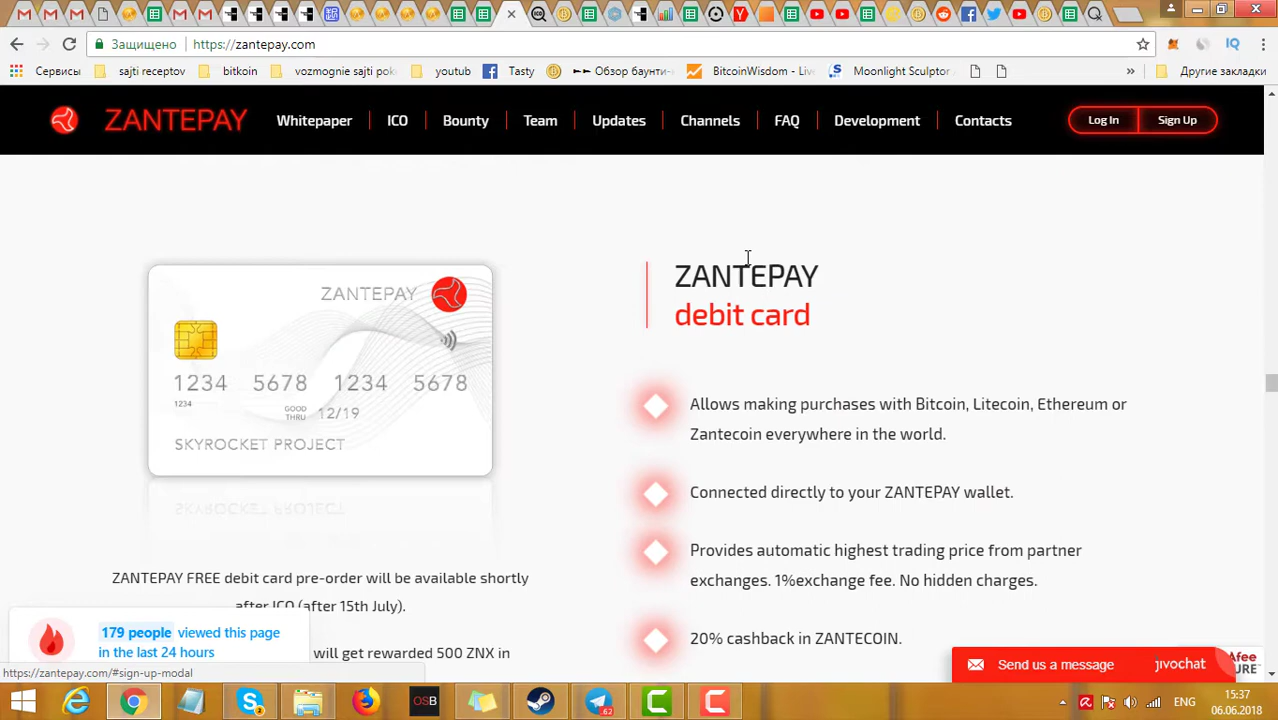 Защищено
https://zantepay.com
Сервисы
sajti receptov
bitkoin
vozmognie sajti pok
youtube
Tasty
Обзор баунти-
BitcoinWisdom - Live
Moonlight Sculptor
»
Другие закладки
ZANTEPAY
Whitepaper
ICO
Bounty
Team
Updates
Channels
FAQ
Development
Contacts
Log In
Sign Up
ZANTEPAY
1234 5678 1234 5678
1234
GOOD
THRU 12/19
SKYROCKET PROJECT
ZANTEPAY
debit card
Allows making purchases with Bitcoin, Litecoin, Ethereum or
Zantecoin everywhere in the world.
Connected directly to your ZANTEPAY wallet.
Provides automatic highest trading price from partner
exchanges. 1%exchange fee. No hidden charges.
20% cashback in ZANTECOIN.
ZANTEPAY FREE debit card pre-order will be available shortly
after ICO (after 15th July).
will get rewarded 500 ZNX in
179 people viewed this page
in the last 24 hours
https://zantepay.com/#sign-up-modal
Send us a message
jivochat
OSB
62
ENG
15:37
06.06.2018